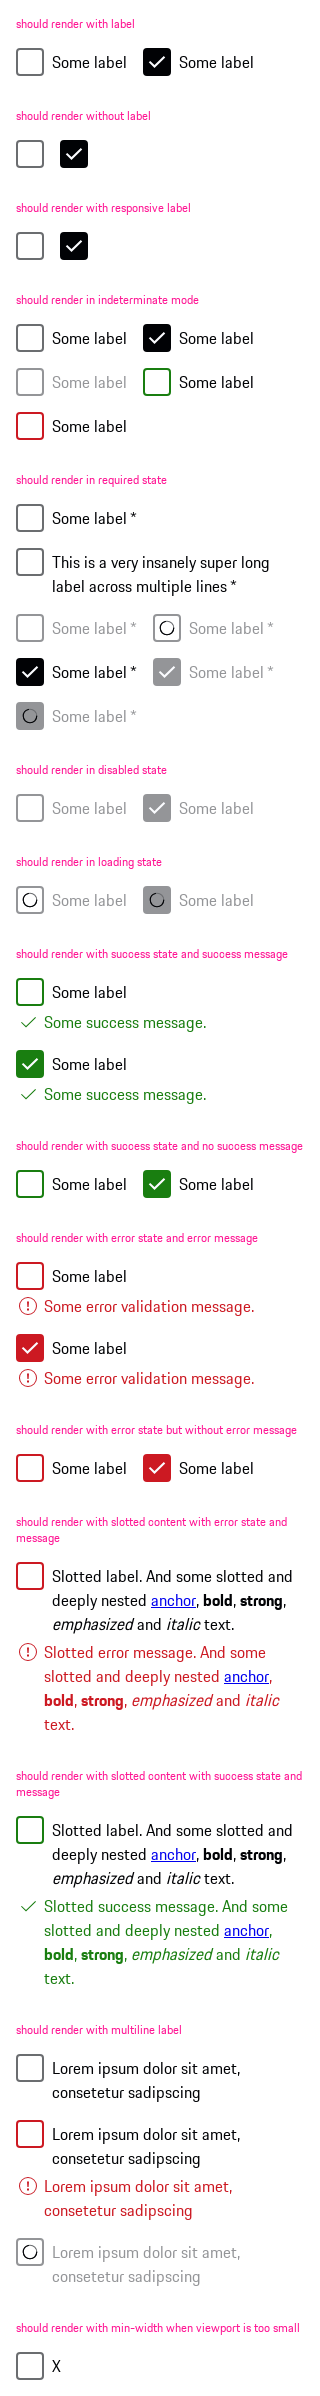 should render with label
Some label Some label
should render without label
should render with responsive label
should render in indeterminate mode
Some label Some label
Some label Some label
Some label
should render in required state
Some label *
This is a very insanely super long
label across multiple lines *
Some label * Some label *
Some label * Some label *
Some label *
should render in disabled state
Some label Some label
should render in loading state
Some label Some label
should render with success state and success message
Some label
Some success message.
Some label
Some success message.
should render with success state and no success message
Some label Some label
should render with error state and error message
Some label
Some error validation message.
Some label
Some error validation message.
should render with error state but without error message
Some label Some label
should render with slotted content with error state and
message
Slotted label. And some slotted and
deeply nested anchor, bold, strong,
emphasized and italic text.
Slotted error message. And some
slotted and deeply nested anchor,
bold, strong, emphasized and italic
text.
should render with slotted content with success state and
message
Slotted label. And some slotted and
deeply nested anchor, bold, strong,
emphasized and italic text.
Slotted success message. And some
slotted and deeply nested anchor,
bold, strong, emphasized and italic
text.
should render with multiline label
Lorem ipsum dolor sit amet,
consetetur sadipscing
Lorem ipsum dolor sit amet,
consetetur sadipscing
Lorem ipsum dolor sit amet,
consetetur sadipscing
Lorem ipsum dolor sit amet,
consetetur sadipscing
should render with min-width when viewport is too small
X